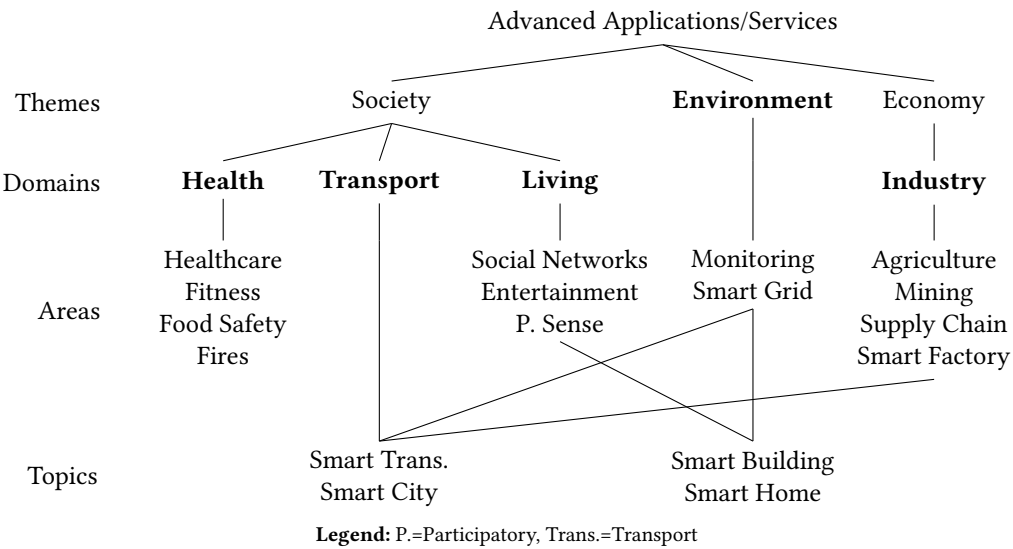 Advanced Applications/Services
Themes Society Environment Economy
Domains Health Transport Living Industry
Areas
Healthcare
Fitness
Food Safety
Fires
Social Networks
Entertainment
P. Sense
Monitoring
Smart Grid
Agriculture
Mining
Supply Chain
Smart Factory
Topics
Smart Trans.
Smart City
Smart Building
Smart Home
Legend: P.=Participatory, Trans.=Transport